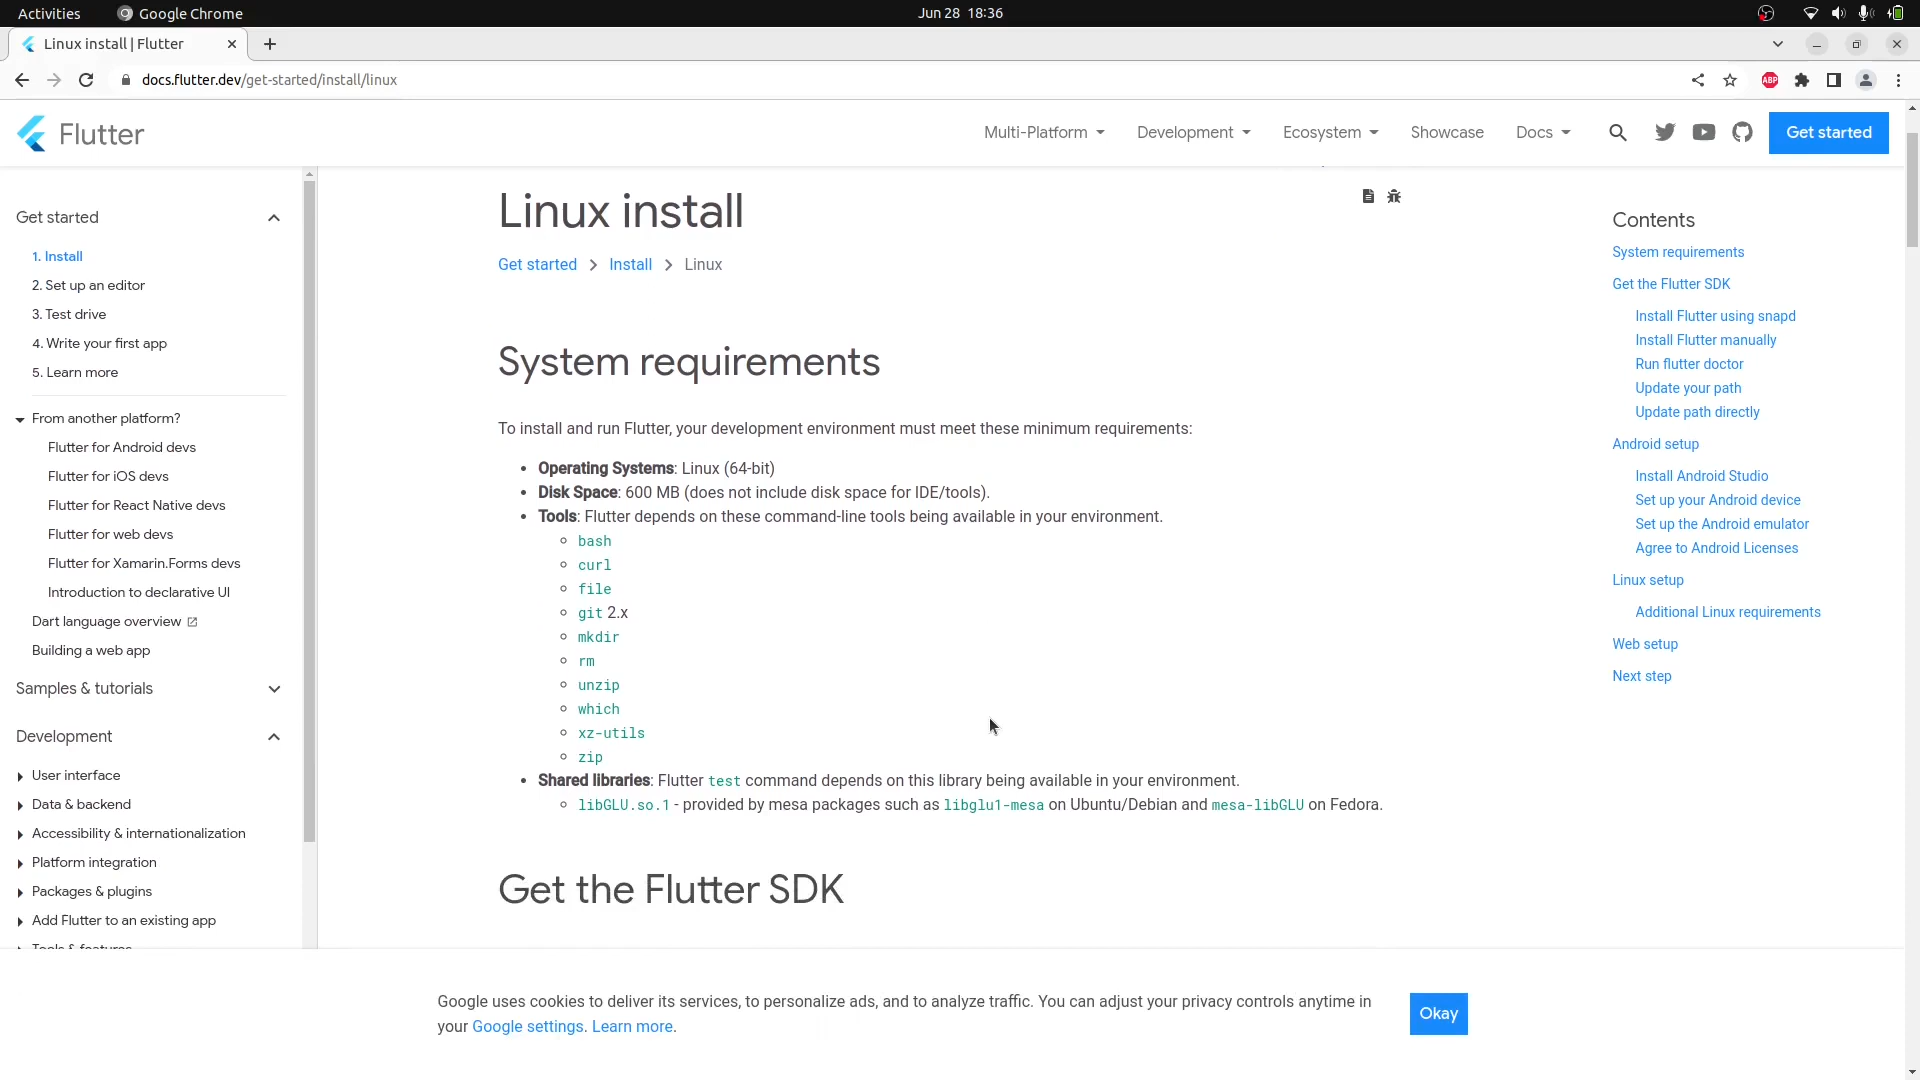 Activities
Google Chrome
Jun 28 18:36
Linux install | Flutter
docs.flutter.dev/get-started/install/linux
ABP
Flutter
Multi-Platform
Development
Ecosystem
Showcase
Docs
Get started
Get started
1. Install
2. Set up an editor
3. Test drive
4. Write your first app
5. Learn more
From another platform?
Flutter for Android devs
Flutter for iOS devs
Flutter for React Native devs
Flutter for web devs
Flutter for Xamarin.Forms devs
Introduction to declarative UI
Dart language overview
Building a web app
Samples & tutorials
Development
User interface
Data & backend
Accessibility & internationalization
Platform integration
Packages & plugins
Add Flutter to an existing app
Tools & features
Linux install
Get started > Install > Linux
System requirements
To install and run Flutter, your development environment must meet these minimum requirements:
• Operating Systems: Linux (64-bit)
• Disk Space: 600 MB (does not include disk space for IDE/tools).
• Tools: Flutter depends on these command-line tools being available in your environment.
bash
curl
file
git 2.x
mkdir
rm
unzip
which
xz-utils
zip
• Shared libraries: Flutter test command depends on this library being available in your environment.
libGLU.so.1 - provided by mesa packages such as libglu1-mesa on Ubuntu/Debian and mesa-libGLU on Fedora.
Get the Flutter SDK
Contents
System requirements
Get the Flutter SDK
Install Flutter using snapd
Install Flutter manually
Run flutter doctor
Update your path
Update path directly
Android setup
Install Android Studio
Set up your Android device
Set up the Android emulator
Agree to Android Licenses
Linux setup
Additional Linux requirements
Web setup
Next step
Google uses cookies to deliver its services, to personalize ads, and to analyze traffic. You can adjust your privacy controls anytime in
your Google settings. Learn more.
Okay